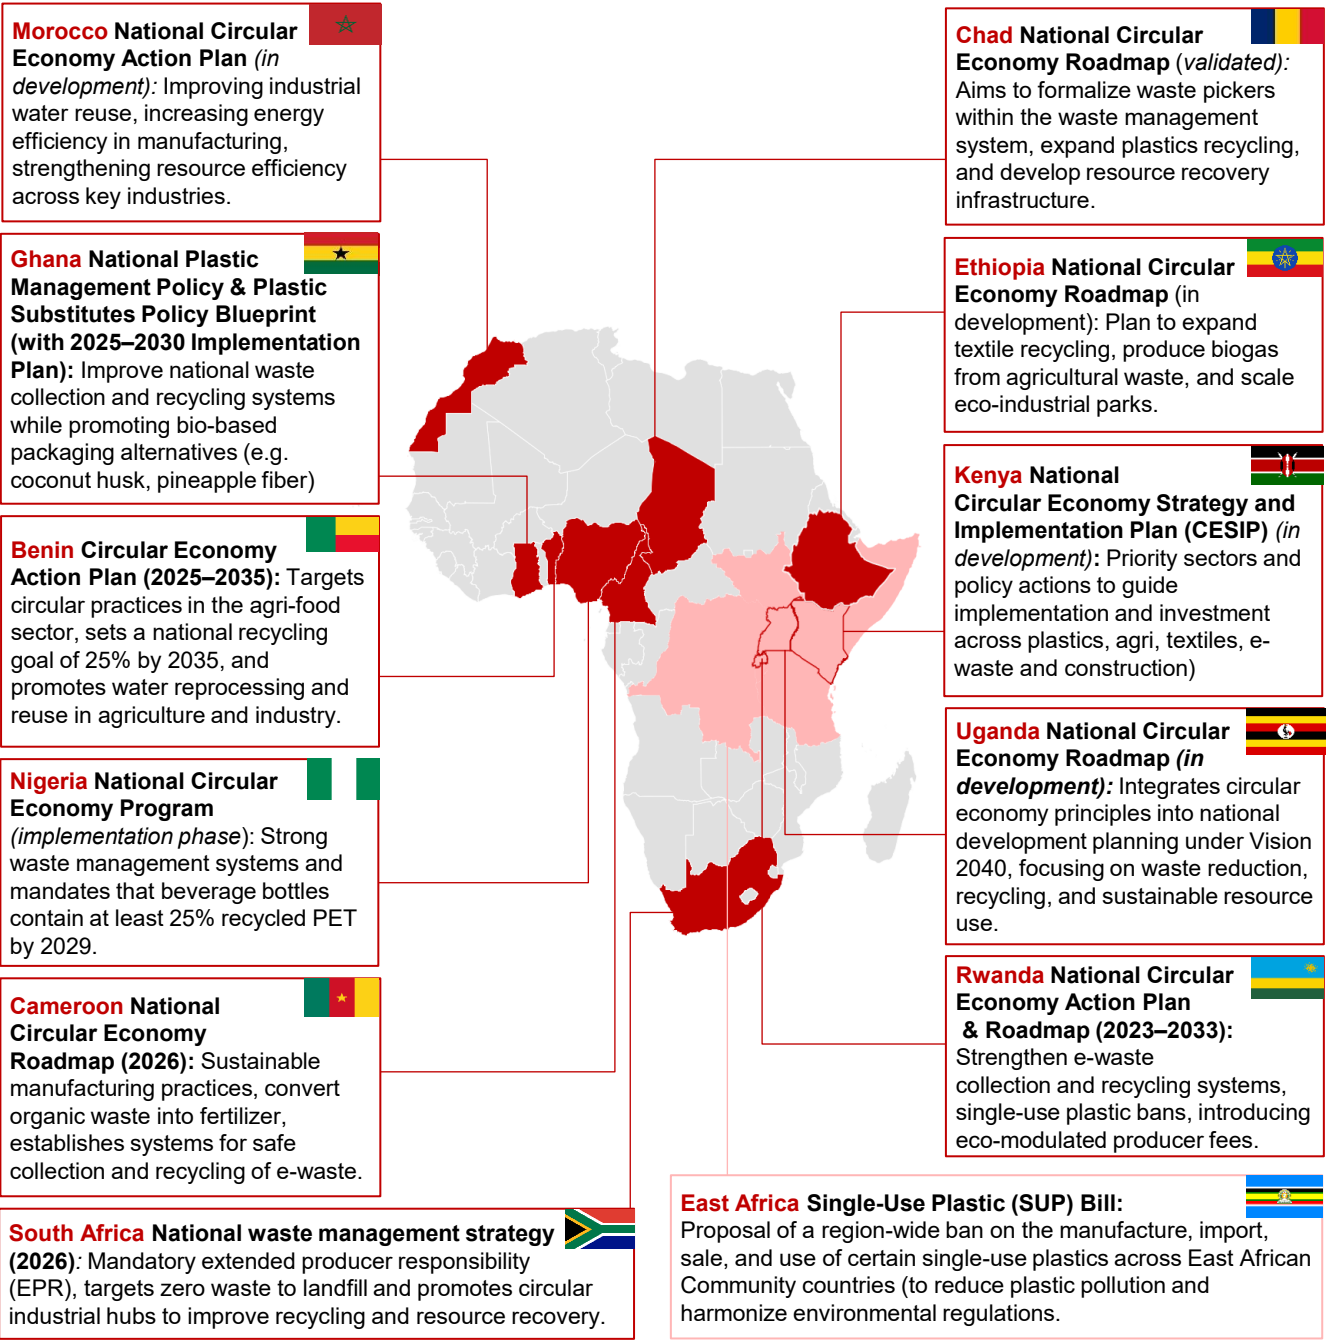 Morocco National Circular
Economy Action Plan (in
development): Improving industrial
water reuse, increasing energy
efficiency in manufacturing,
strengthening resource efficiency
across key industries.
Ghana National Plastic
Management Policy & Plastic
Substitutes Policy Blueprint
(with 2025–2030 Implementation
Plan): Improve national waste
collection and recycling systems
while promoting bio-based
packaging alternatives (e.g.
coconut husk, pineapple fiber)
Benin Circular Economy
Action Plan (2025–2035): Targets
circular practices in the agri-food
sector, sets a national recycling
goal of 25% by 2035, and
promotes water reprocessing and
reuse in agriculture and industry.
Nigeria National Circular
Economy Program
(implementation phase): Strong
waste management systems and
mandates that beverage bottles
contain at least 25% recycled PET
by 2029.
Cameroon National
Circular Economy
Roadmap (2026): Sustainable
manufacturing practices, convert
organic waste into fertilizer,
establishes systems for safe
collection and recycling of e-waste.
South Africa National waste management strategy
(2026): Mandatory extended producer responsibility
(EPR), targets zero waste to landfill and promotes circular
industrial hubs to improve recycling and resource recovery.
Chad National Circular
Economy Roadmap (validated):
Aims to formalize waste pickers
within the waste management
system, expand plastics recycling,
and develop resource recovery
infrastructure.
Ethiopia National Circular
Economy Roadmap (in
development): Plan to expand
textile recycling, produce biogas
from agricultural waste, and scale
eco-industrial parks.
Kenya National
Circular Economy Strategy and
Implementation Plan (CESIP) (in
development): Priority sectors and
policy actions to guide
implementation and investment
across plastics, agri, textiles, e-
waste and construction)
Uganda National Circular
Economy Roadmap (in
development): Integrates circular
economy principles into national
development planning under Vision
2040, focusing on waste reduction,
recycling, and sustainable resource
use.
Rwanda National Circular
Economy Action Plan
& Roadmap (2023–2033):
Strengthen e-waste
collection and recycling systems,
single-use plastic bans, introducing
eco-modulated producer fees.
East Africa Single-Use Plastic (SUP) Bill:
Proposal of a region-wide ban on the manufacture, import,
sale, and use of certain single-use plastics across East African
Community countries (to reduce plastic pollution and
harmonize environmental regulations.